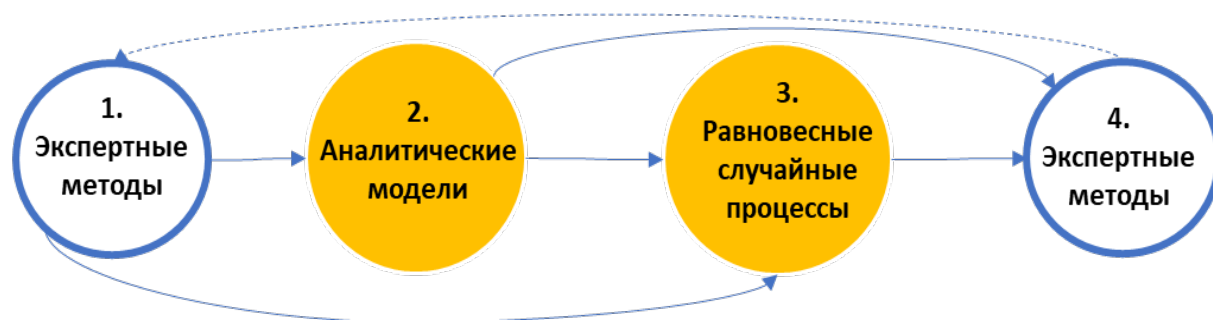 1.
Экспертные
методы
2.
Аналитические
модели
3.
Равновесные
случайные
процессы
4.
Экспертные
методы